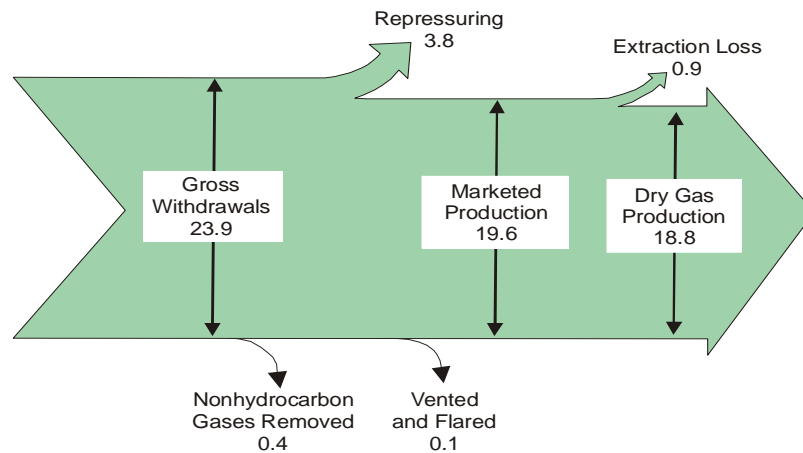 Repressuring
3.8
Extraction Loss
0.9
Gross
Withdrawals
23.9
Marketed
Production
19.6
Dry Gas
Production
18.8
Nonhydrocarbon
Gases Removed
0.4
Vented
and Flared
0.1